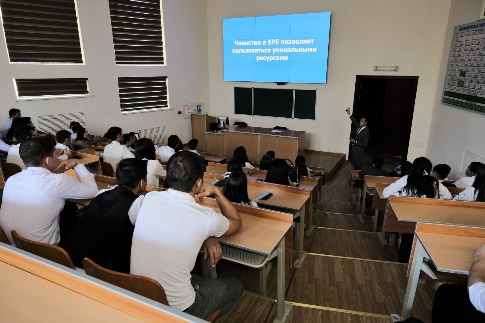 Членство в SPE позволяет
пользоваться уникальными
ресурсами